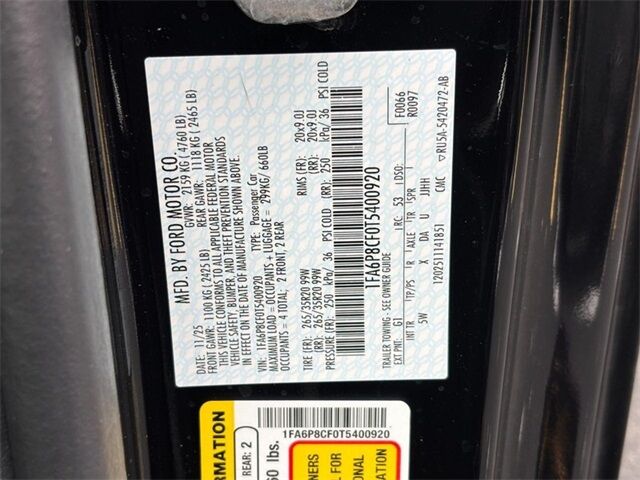 MFD. BY FORD MOTOR CO.
DATE: 11/25 GVWR: 2159 KG ( 4760 LB)
FRONT GAWR: 1100 KG ( 2425 LB) REAR GAWR: 1118 KG ( 2465 LB)
THIS VEHICLE CONFORMS TO ALL APPLICABLE FEDERAL MOTOR
VEHICLE SAFETY, BUMPER, AND THEFT PREVENTION STANDARDS
IN EFFECT ON THE DATE OF MANUFACTURE SHOWN ABOVE.
VIN: 1FA6P8CF0T5400920 TYPE: Passenger Car
MAXIMUM LOAD = OCCUPANTS + LUGGAGE = 299KG/ 660LB
OCCUPANTS = 4 TOTAL; 2 FRONT, 2 REAR
TIRE (FR): 265/35R20 99W RIMS (FR): 20x9.0J
(RR): 265/35R20 99W (RR): 20x9.0J
PRESSURE (FR): 250 kPa/ 36 PSI COLD (RR): 250 kPa/ 36 PSI COLD
1FA6P8CF0T5400920
TRAILER TOWING - SEE OWNER GUIDE F0066
EXT PNT: G1 RC: 53 DSO: R0097
INT TR TP/PS R AXLE TR SPR
5W X DA U JJHH
1202511141851 CMC ▽RU5A-5420472-AB
1FA6P8CF0T5400920
REAR: 2